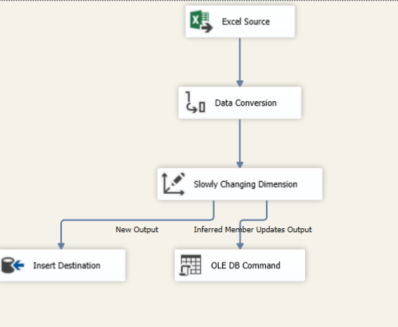 Excel Source
Data Conversion
Slowly Changing Dimension
New Output
Inferred Member Updates Output
Insert Destination
OLE DB Command